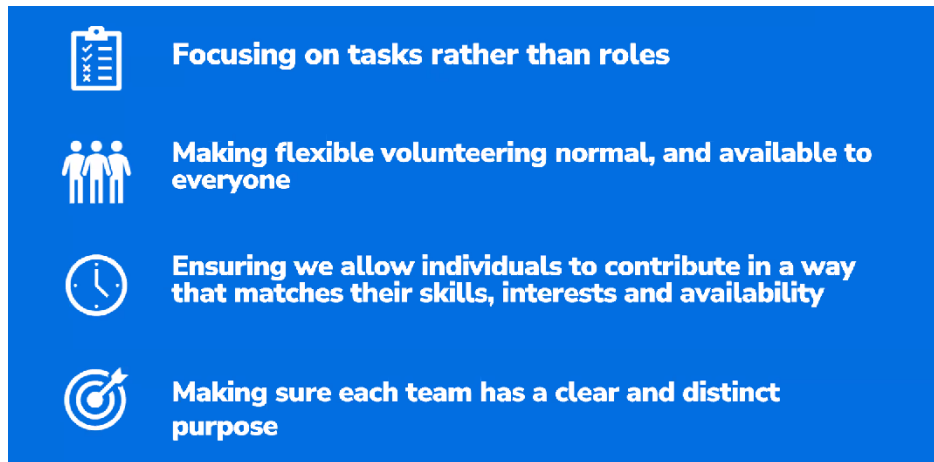 Focusing on tasks rather than roles
Making flexible volunteering normal, and available to
everyone
Ensuring we allow individuals to contribute in a way
that matches their skills, interests and availability
Making sure each team has a clear and distinct
purpose